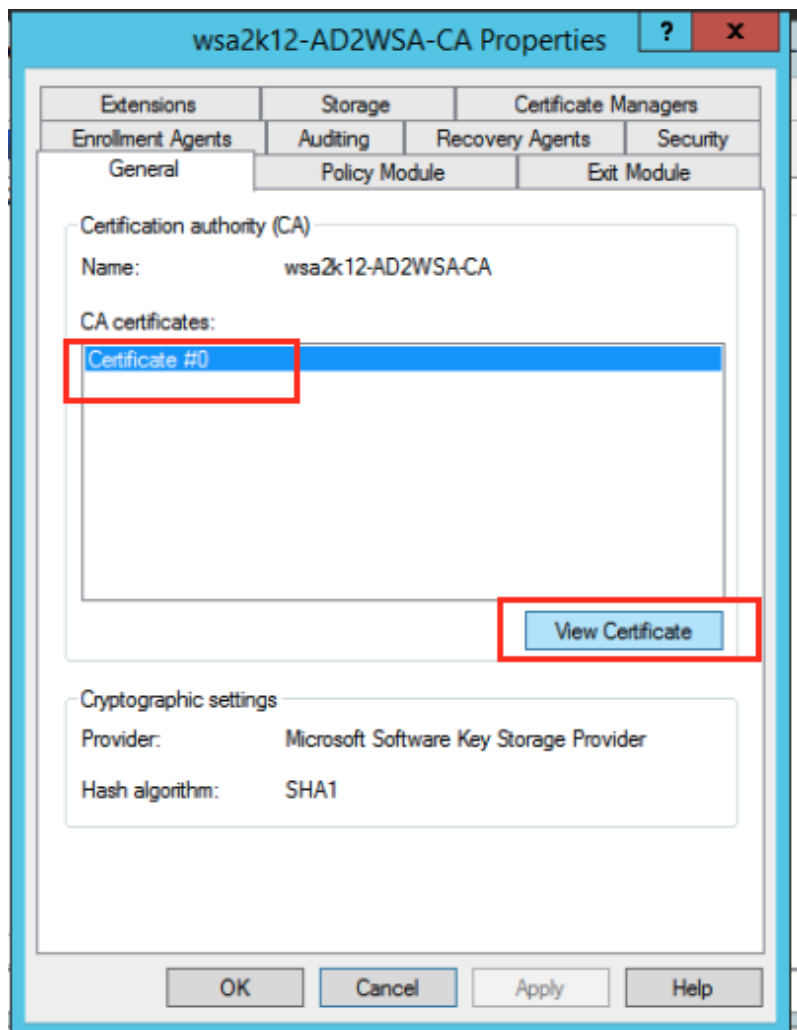 wsa2k12-AD2WSA-CA Properties ? x
Extensions Storage Certificate Managers
Enrollment Agents Auditing Recovery Agents Security
General Policy Module Exit Module
Certification authority (CA)
Name: wsa2k12-AD2WSA-CA
CA certificates:
Certificate #0
View Certificate
Cryptographic settings
Provider: Microsoft Software Key Storage Provider
Hash algorithm: SHA1
OK Cancel Apply Help